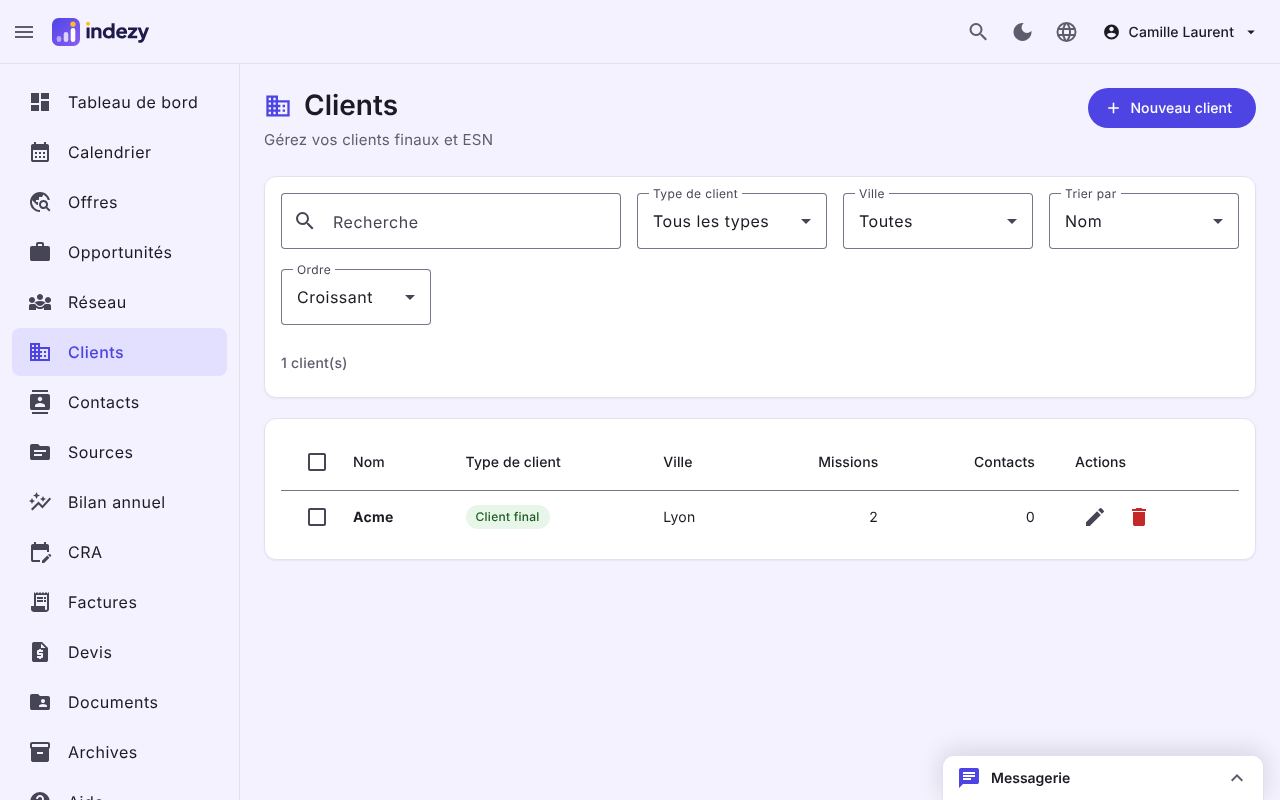 indezy
Camille Laurent
Tableau de bord
Calendrier
Offres
Opportunités
Réseau
Clients
Contacts
Sources
Bilan annuel
CRA
Factures
Devis
Documents
Archives
Aide
Clients
Gérez vos clients finaux et ESN
Nouveau client
Recherche
Type de client
Tous les types
Ville
Toutes
Trier par
Nom
Ordre
Croissant
1 client(s)
Nom Type de client Ville Missions Contacts Actions
Acme Client final Lyon 2 0
Messagerie